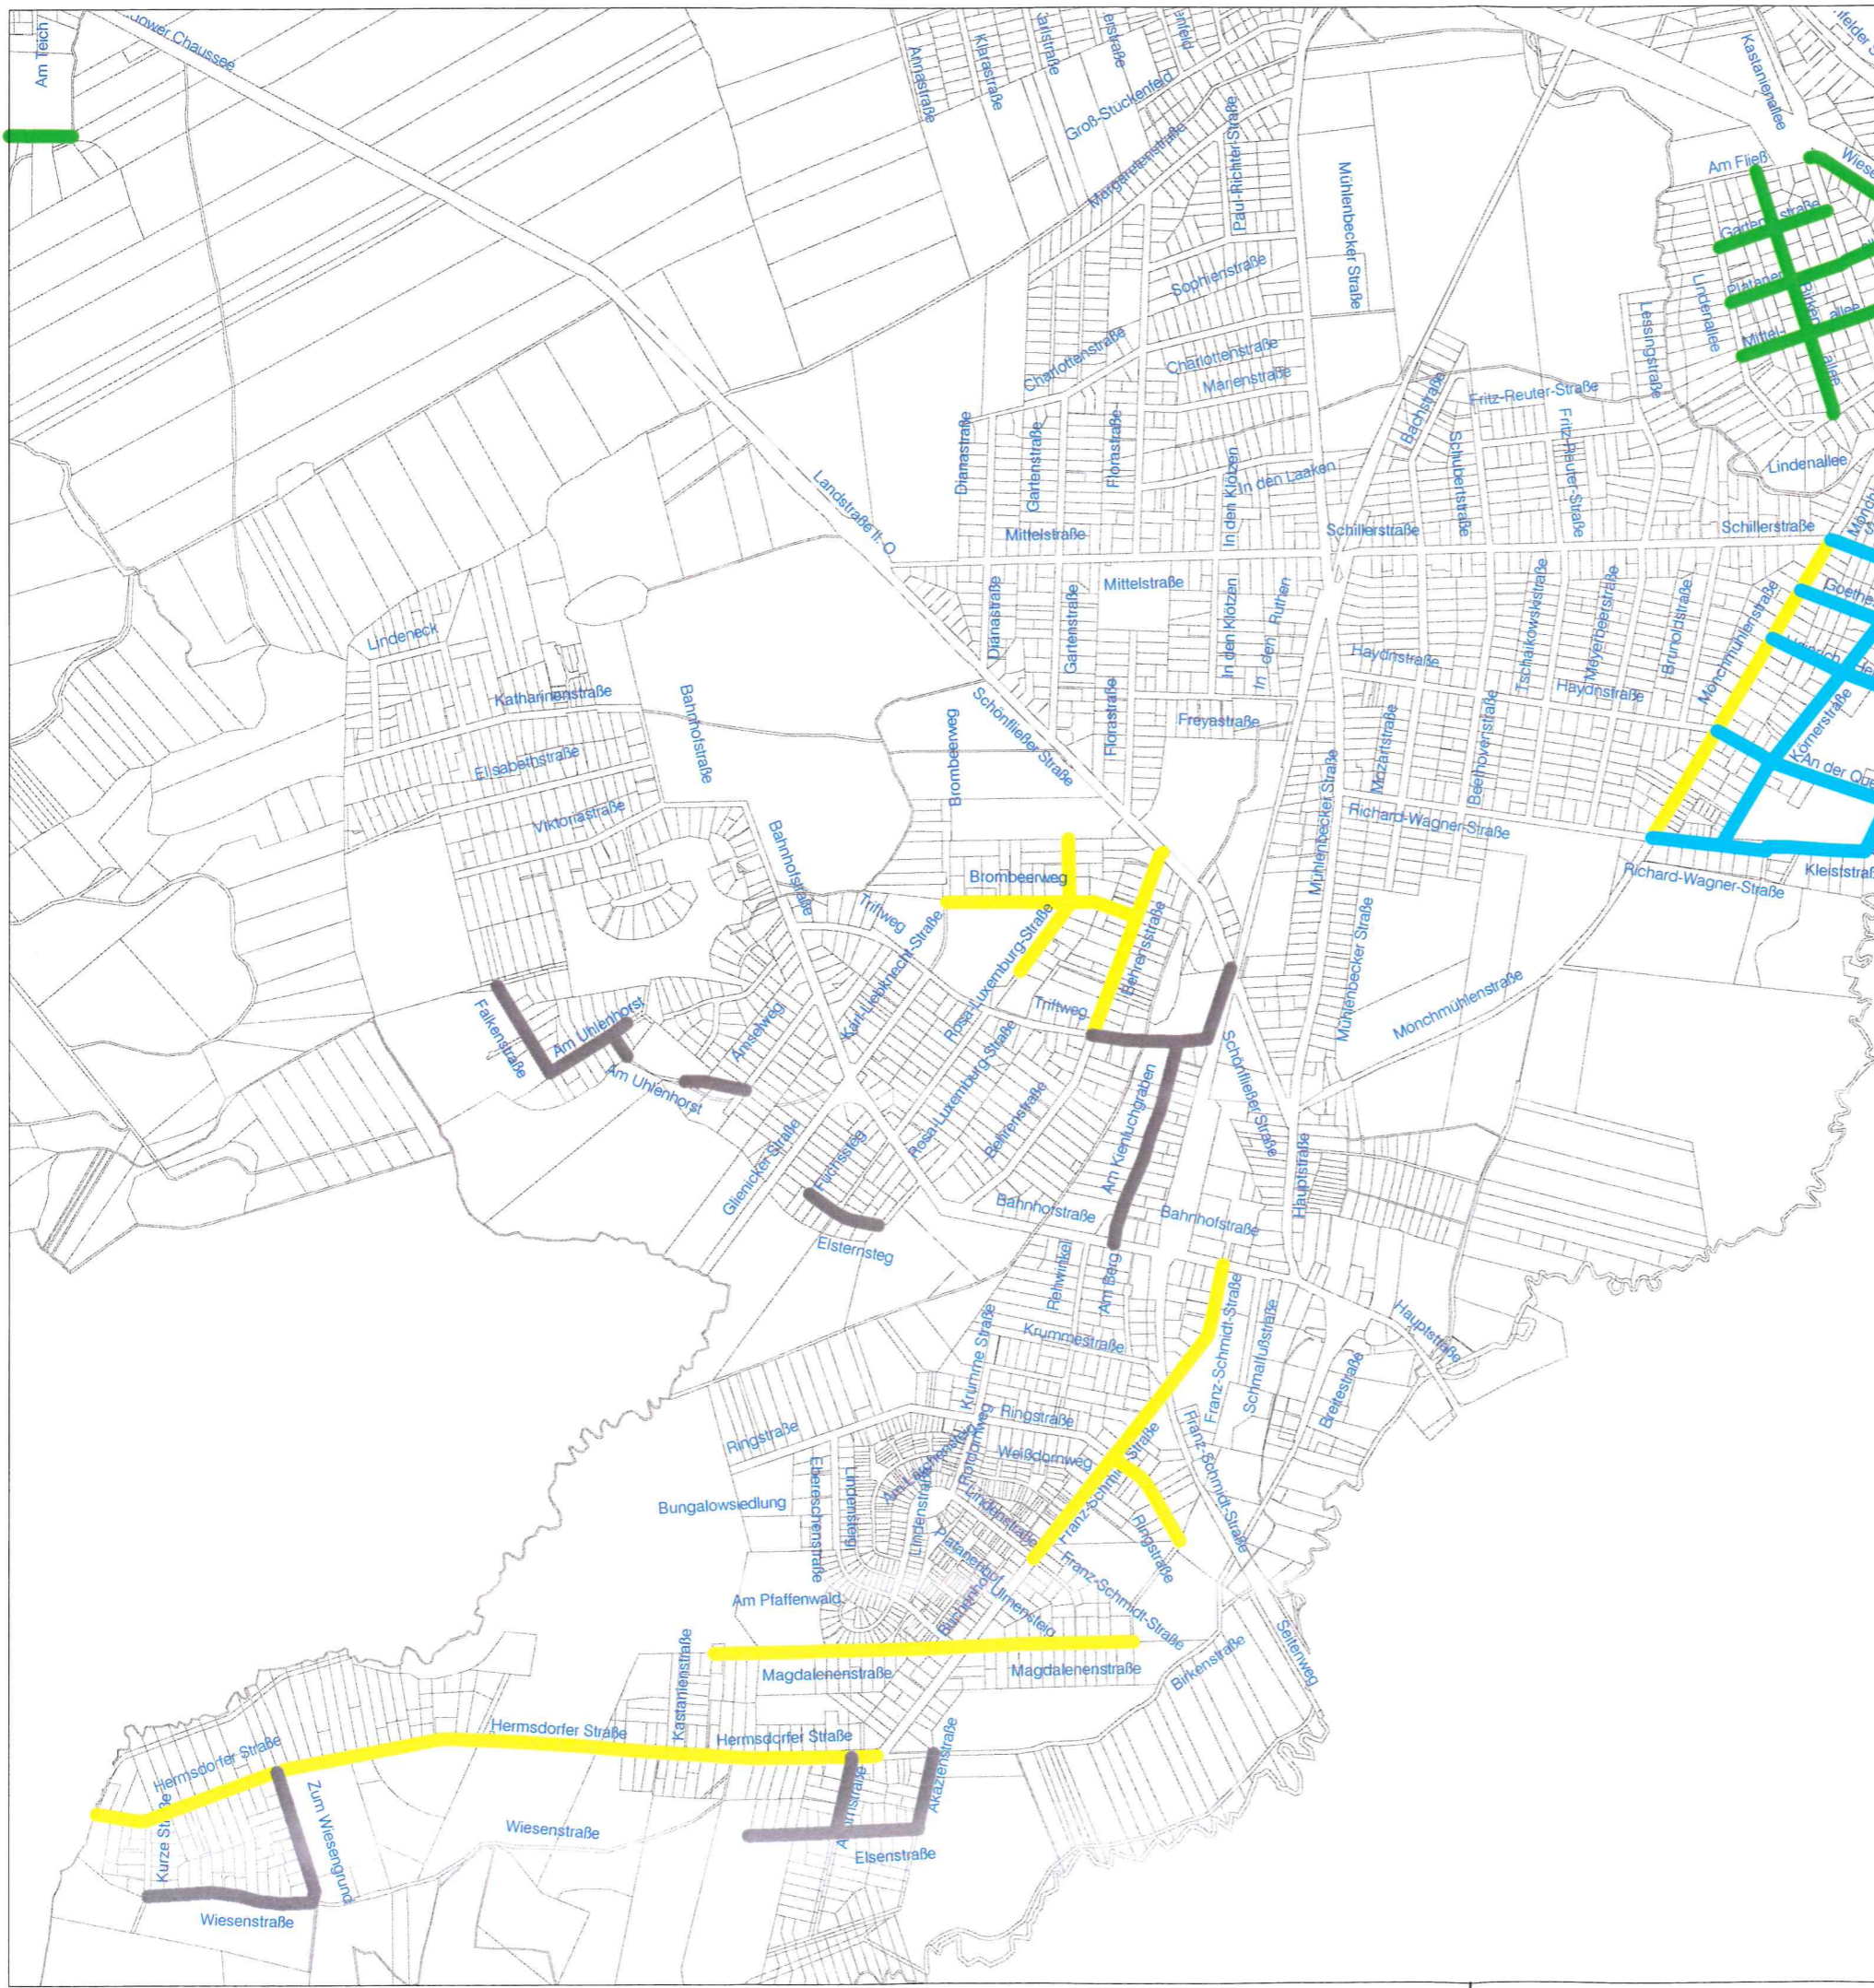 Am Teich
Chaussee
Annastraße
Klarastraße
Groß-Stückenfeld
Margaretenstraße
Paul-Richter-Straße
Mühlenbecker Straße
Kastanienallee
Am Fließ
Lindenallee
Lessingstraße
Sophienstraße
Charlottenstraße
Charlottenstraße
Marienstraße
Bachstraße
Fritz-Reuter-Straße
Fritz-Reuter-Straße
Schubertstraße
Lindenallee
Dianastraße
Gartenstraße
Florastraße
In den Klötzen
In den Laaken
Landstraße II. O.
Mittelstraße
Schillerstraße
Schillerstraße
Mittelstraße
Dianastraße
Gartenstraße
In den Klötzen
In den Ruthen
Tschaikowskistraße
Meyerbeerstraße
Brunoldstraße
Mönchmühlenstraße
Lindeneck
Katharinenstraße
Bahnhofstraße
Elisabethstraße
Viktoriastraße
Haydnstraße
Haydnstraße
Brombeerweg
Schönfließer Straße
Florastraße
Freyastraße
Mühlenbecker Straße
Mozartstraße
Beethovenstraße
Körnerstraße
Richard-Wagner-Straße
Richard-Wagner-Straße
Bahnhofstraße
Brombeerweg
Triftweg
Karl-Liebknecht-Straße
Rosa-Luxemburg-Straße
Behrensstraße
Triftweg
Mühlenbecker Straße
Mönchmühlenstraße
Falkenstraße
Am Uhlenhorst
Am Uhlenhorst
Amselweg
Rosa-Luxemburg-Straße
Behrenstraße
Am Kienluchgraben
Schönfließer Straße
Hauptstraße
Glienicker Straße
Fuchssteg
Elsternsteg
Bahnhofstraße
Bahnhofstraße
Rehwinkel
Am Berg
Franz-Schmidt-Straße
Schmalfußstraße
Hauptstraße
Krumme Straße
Krummestraße
Breitestraße
Ringstraße
Ringstraße
Rotdornweg
Weißdornweg
Am Lärchensteig
Franz-Schmidt-Straße
Franz-Schmidt-Straße
Ebereschenstraße
Lindensteig
Lindenstraße
Lindenstraße
Bungalowsiedlung
Platanenhof
Buchenhof
Ulmensteig
Ringstraße
Franz-Schmidt-Straße
Am Pfaffenwald
Seitenweg
Birkenstraße
Kastanienstraße
Magdalenenstraße
Magdalenenstraße
Hermsdorfer Straße
Hermsdorfer Straße
Hermsdorfer Straße
Akazienstraße
Zum Wiesengrund
Wiesenstraße
Elsenstraße
Wiesenstraße